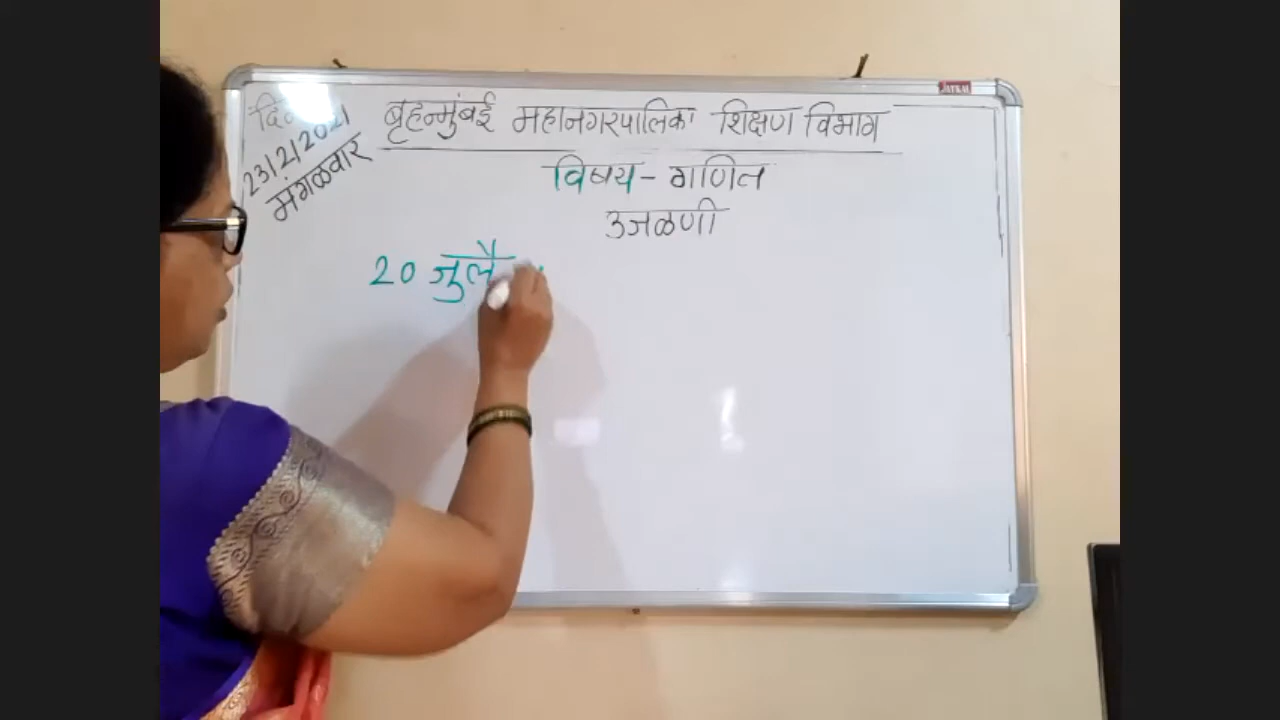 23/2/2021
मंगळवार
बृहन्मुंबई महानगरपालिका शिक्षण विभाग
विषय - गणित
उजळणी
20 जुलै